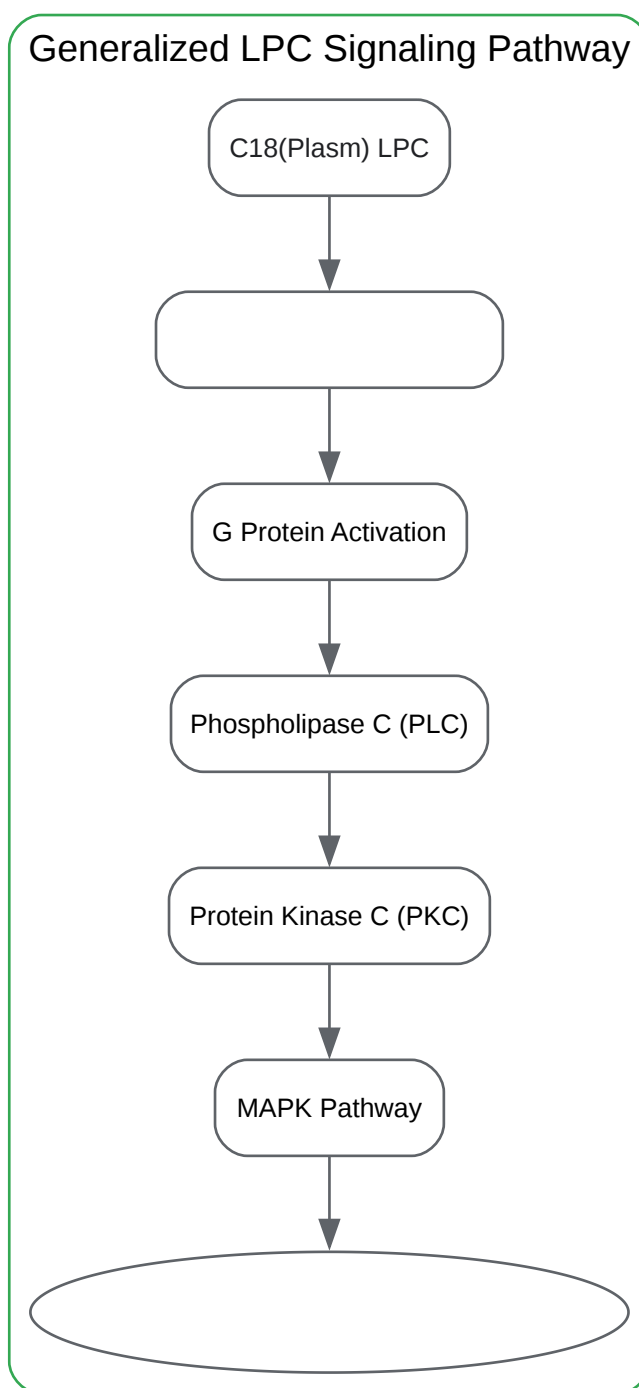 Generalized LPC Signaling Pathway
C18(Plasm) LPC
G Protein Activation
Phospholipase C (PLC)
Protein Kinase C (PKC)
MAPK Pathway